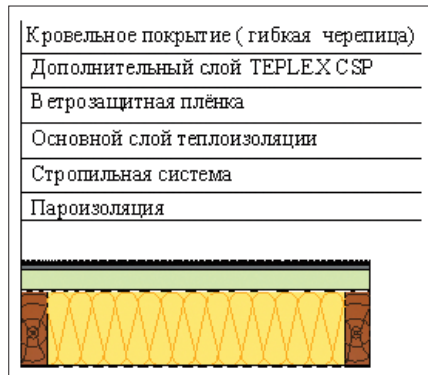 Кровельное покрытие ( гибкая черепица)
Дополнительный слой TEPLEX CSP
Ветрозащитная плёнка
Основной слой теплоизоляции
Стропильная система
Пароизоляция